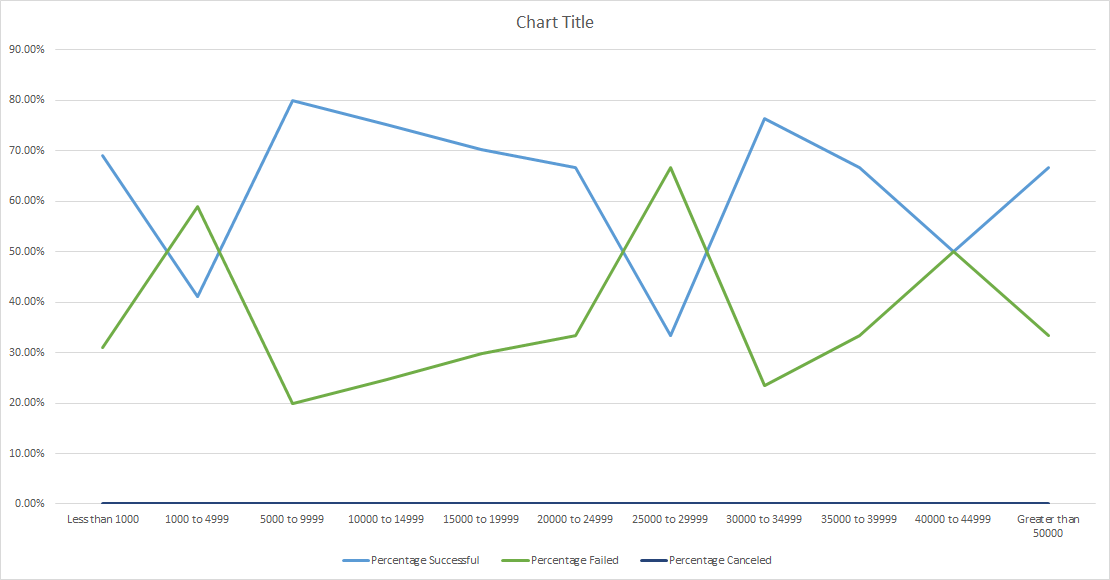 Chart Title
90.00%
80.00%
70.00%
60.00%
50.00%
40.00%
30.00%
20.00%
10.00%
0.00%
Less than 1000
1000 to 4999
5000 to 9999
10000 to 14999
15000 to 19999
20000 to 24999
25000 to 29999
30000 to 34999
35000 to 39999
40000 to 44999
Greater than
50000
Percentage Successful
Percentage Failed
Percentage Canceled